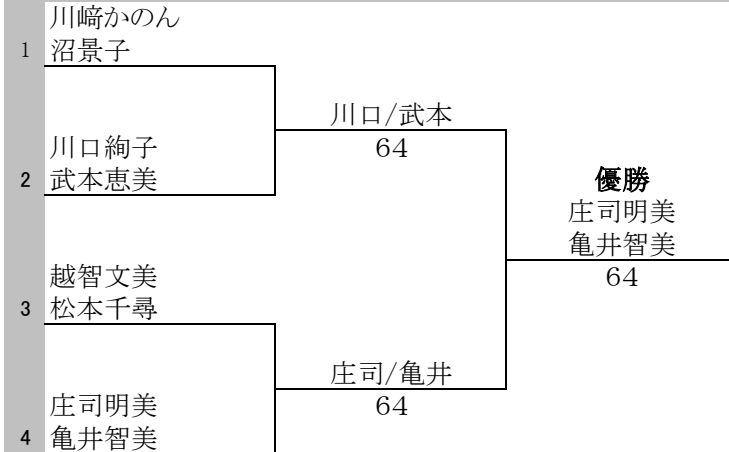 川﨑かのん
1 沼景子
川口/武本
川口絢子
64
2 武本恵美
優勝
庄司明美
亀井智美
越智文美
64
3 松本千尋
庄司/亀井
庄司明美
64
4 亀井智美